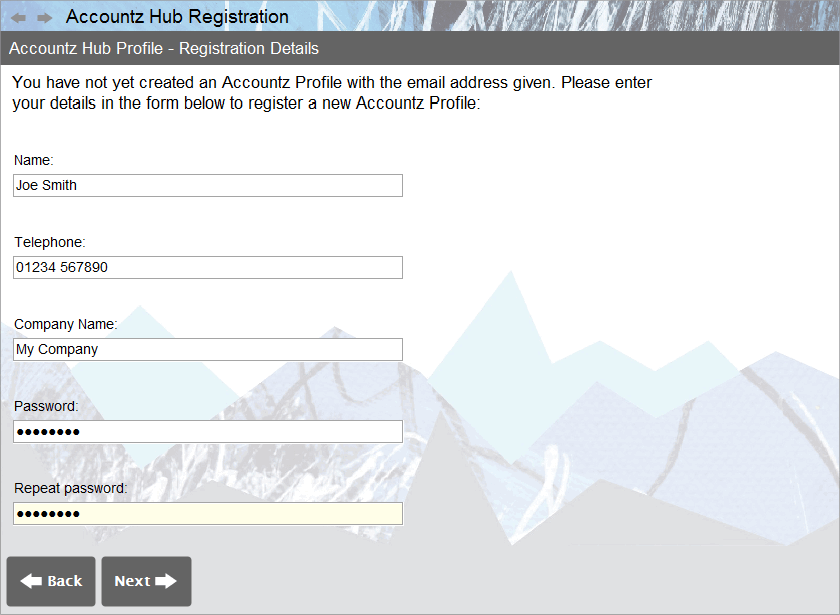 Accountz Hub Registration
Accountz Hub Profile - Registration Details
You have not yet created an Accountz Profile with the email address given. Please enter
your details in the form below to register a new Accountz Profile:
Name:
Joe Smith
Telephone:
01234 567890
Company Name:
My Company
Password:
●●●●●●●●
Repeat password:
●●●●●●●●
Back Next